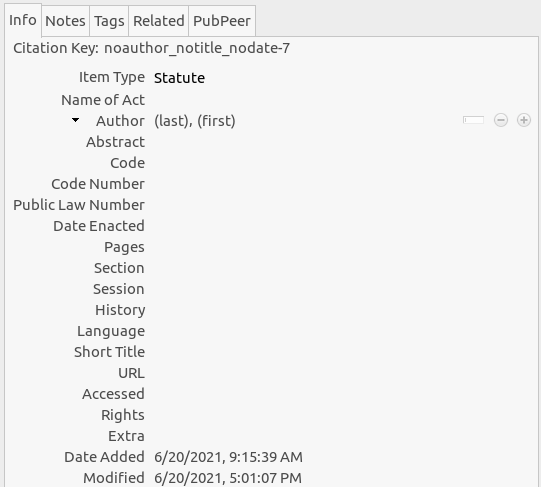 Info Notes Tags Related PubPeer
Citation Key: noauthor_notitle_nodate-7
Item Type Statute
Name of Act
Author (last), (first)
Abstract
Code
Code Number
Public Law Number
Date Enacted
Pages
Section
Session
History
Language
Short Title
URL
Accessed
Rights
Extra
Date Added 6/20/2021, 9:15:39 AM
Modified 6/20/2021, 5:01:07 PM